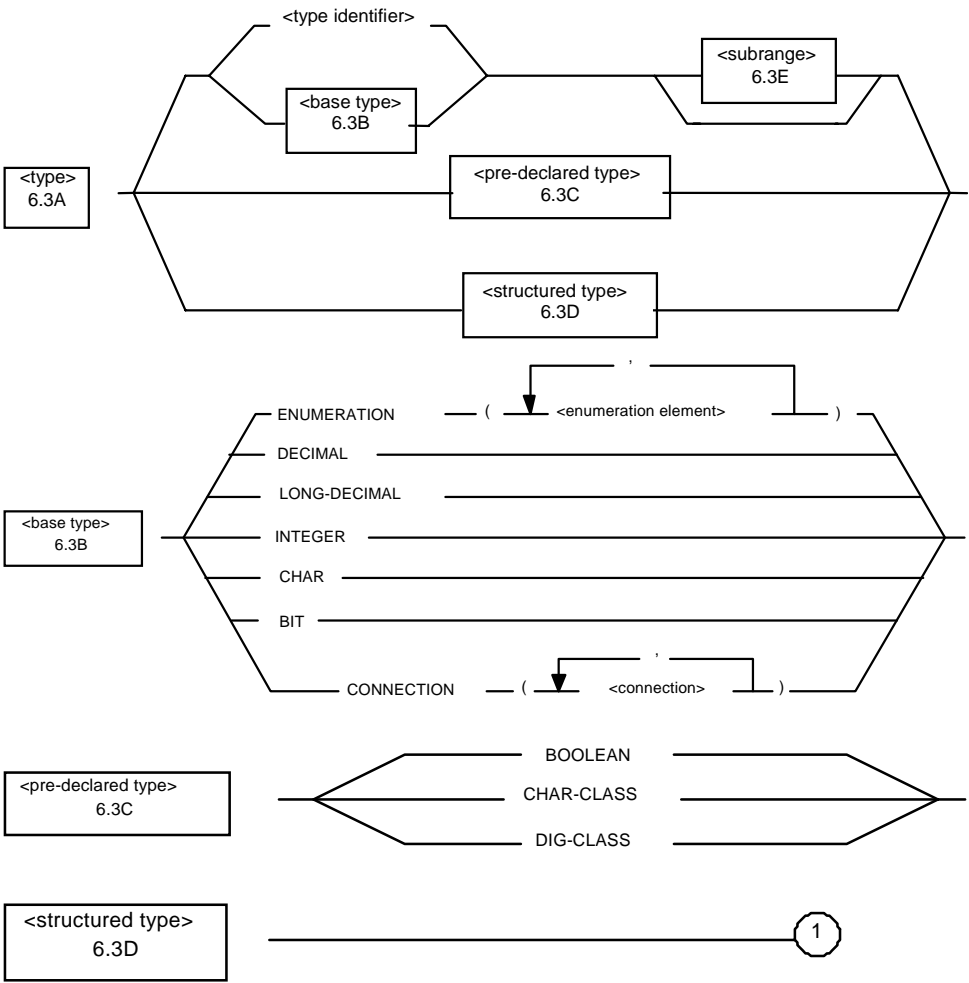 <type identifier>
<subrange>
6.3E
<base type>
6.3B
<type>
6.3A
<pre-declared type>
6.3C
<structured type>
6.3D
,
ENUMERATION ( <enumeration element> )
DECIMAL
LONG-DECIMAL
<base type>
6.3B
INTEGER
CHAR
BIT
,
CONNECTION ( <connection> )
BOOLEAN
<pre-declared type>
6.3C
CHAR-CLASS
DIG-CLASS
<structured type>
6.3D
1